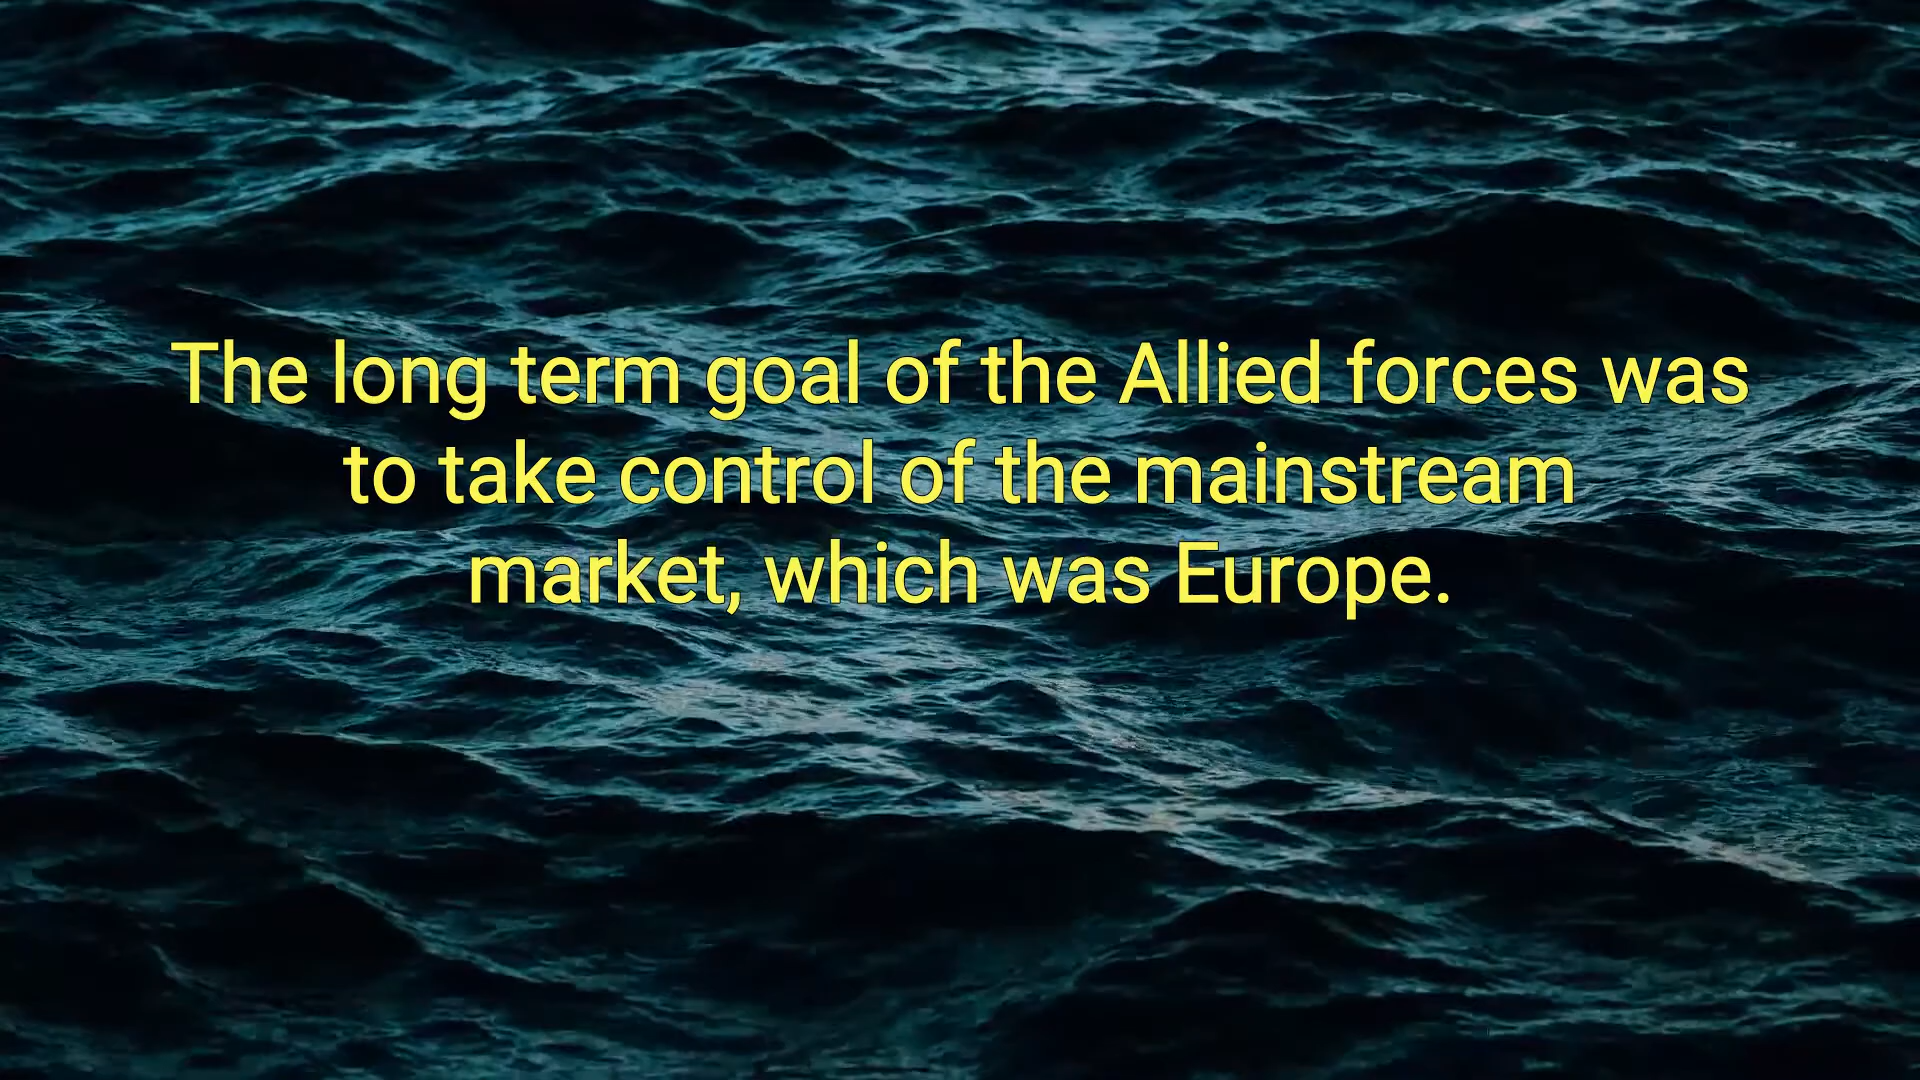 The long term goal of the Allied forces was
to take control of the mainstream
market, which was Europe.